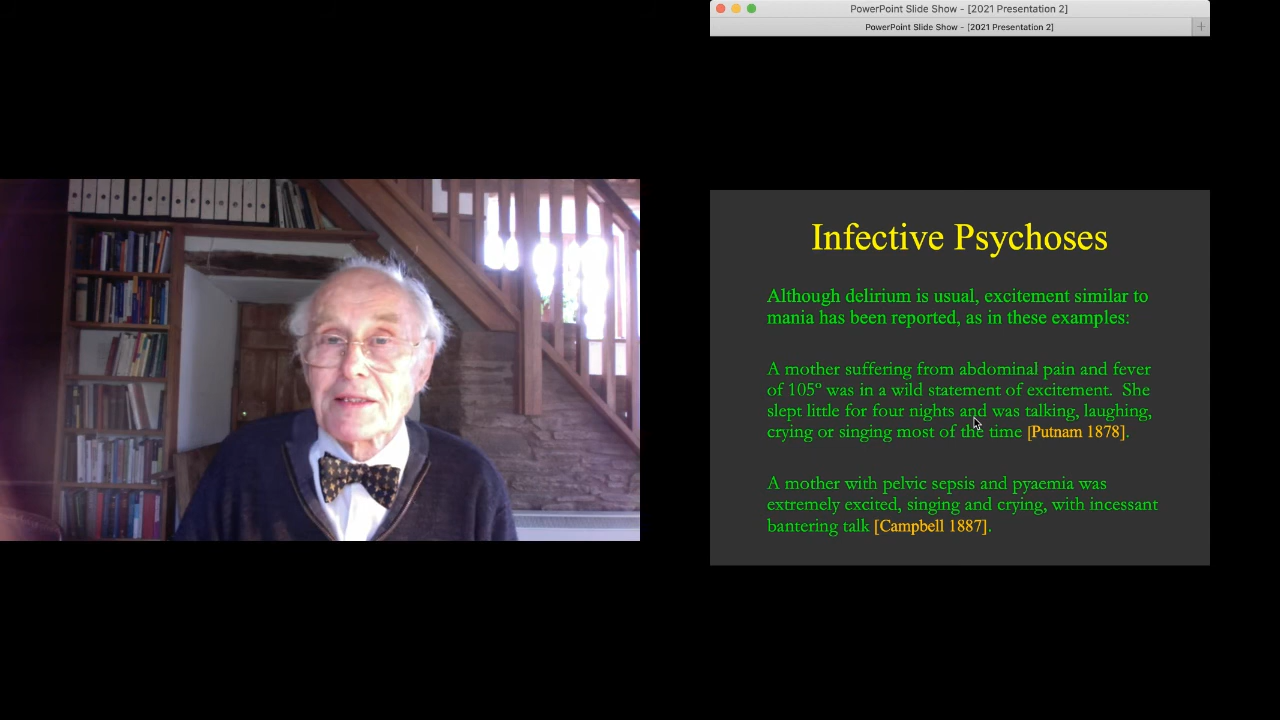 PowerPoint Slide Show - [2021 Presentation 2]
PowerPoint Slide Show - [2021 Presentation 2]
+
Infective Psychoses
Although delirium is usual, excitement similar to
mania has been reported, as in these examples:
A mother suffering from abdominal pain and fever
of 105º was in a wild statement of excitement.  She
slept little for four nights and was talking, laughing,
crying or singing most of the time [Putnam 1878].
A mother with pelvic sepsis and pyaemia was
extremely excited, singing and crying, with incessant
bantering talk [Campbell 1887].